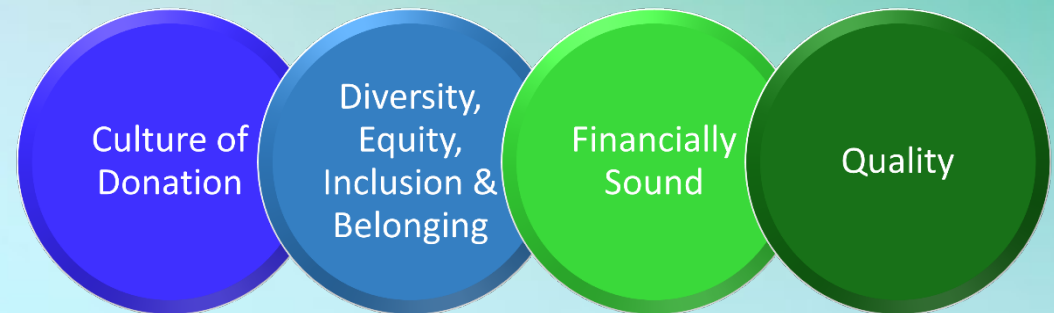 Culture of
Donation
Diversity,
Equity,
Inclusion &
Belonging
Financially
Sound
Quality